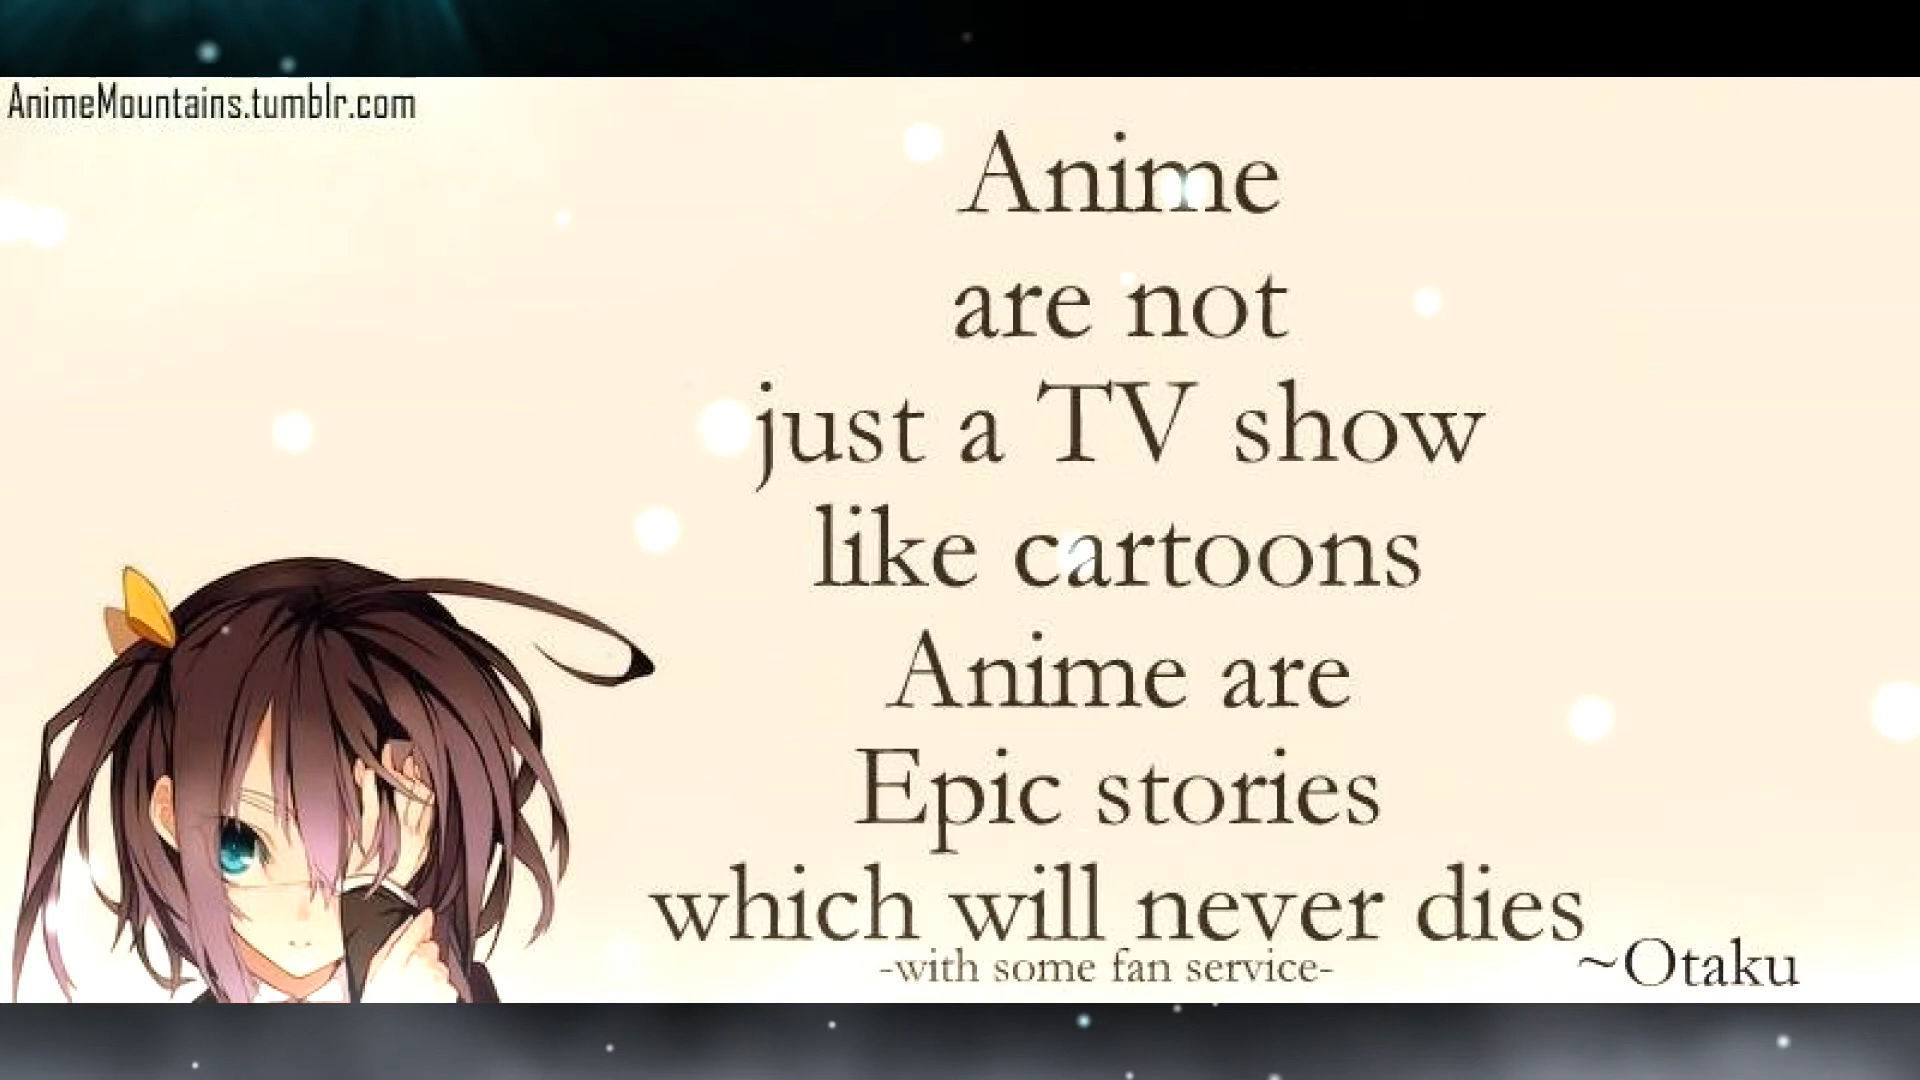 AnimeMountains.tumblr.com
Anime
are not
just a TV show
like cartoons
Anime are
Epic stories
which will never dies
-with some fan service-
~Otaku